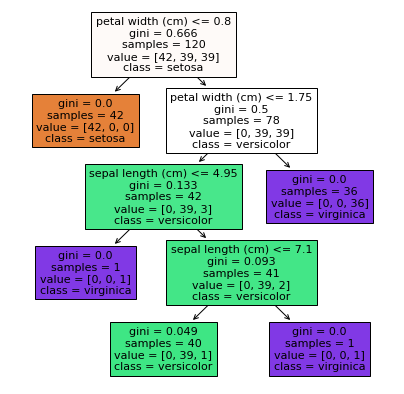 petal width (cm) <= 0.8
gini = 0.666
samples = 120
value = [42, 39, 39]
class = setosa
gini = 0.0
samples = 42
value = [42, 0, 0]
class = setosa
petal width (cm) <= 1.75
gini = 0.5
samples = 78
value = [0, 39, 39]
class = versicolor
sepal length (cm) <= 4.95
gini = 0.133
samples = 42
value = [0, 39, 3]
class = versicolor
gini = 0.0
samples = 36
value = [0, 0, 36]
class = virginica
gini = 0.0
samples = 1
value = [0, 0, 1]
class = virginica
sepal length (cm) <= 7.1
gini = 0.093
samples = 41
value = [0, 39, 2]
class = versicolor
gini = 0.049
samples = 40
value = [0, 39, 1]
class = versicolor
gini = 0.0
samples = 1
value = [0, 0, 1]
class = virginica